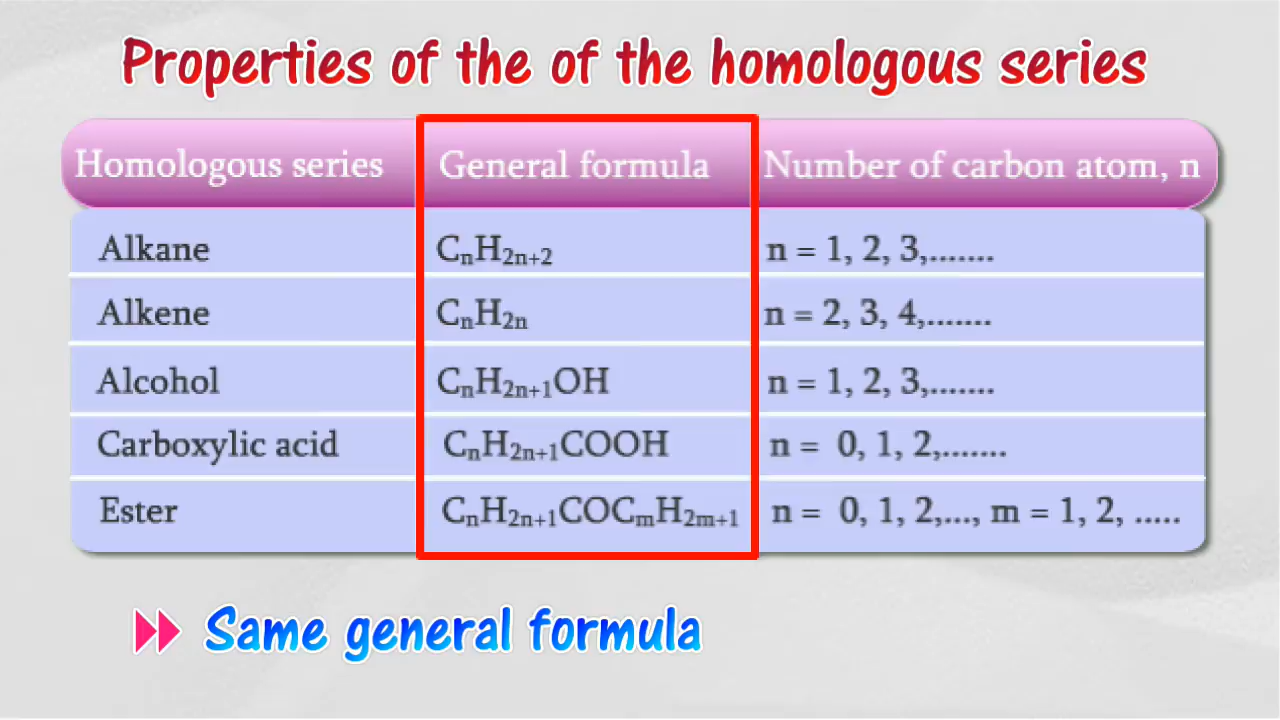 Properties of the of the homologous series
Homologous series General formula Number of carbon atom, n
Alkane CₙH₂ₙ₊₂ n = 1, 2, 3,.......
Alkene CₙH₂ₙ n = 2, 3, 4,.......
Alcohol CₙH₂ₙ₊₁OH n = 1, 2, 3,.......
Carboxylic acid CₙH₂ₙ₊₁COOH n = 0, 1, 2,.......
Ester CₙH₂ₙ₊₁COCₘH₂ₘ₊₁ n = 0, 1, 2,..., m = 1, 2, .....
Same general formula